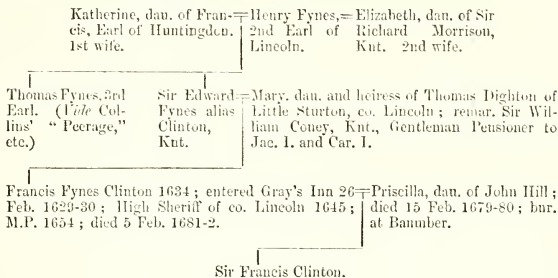 Katherine, dau. of Fran- Henry Fynes, = Elizabeth, dau. of Sir
cis, Earl of Huntingdon. 2nd Earl of Richard Morrison,
1st wife. Lincoln. Knt. 2nd wife.
Thomas Fynes, 3rd Sir Edward = Mary, dau. and heiress of Thomas Dighton of
Earl. (Vide Col- Fynes alias Little Sturton, co. Lincoln; remar. Sir Wil-
lins' "Peerage," Clinton, liam Coney, Knt., Gentleman Pensioner to
etc.) Knt. Jac. I. and Car. I.
Francis Fynes Clinton 1634; entered Gray's Inn 26 Priscilla, dau. of John Hill;
Feb. 1629-30; High Sheriff of co. Lincoln 1645; died 15 Feb. 1679-80; bur.
M.P. 1654; died 5 Feb. 1681-2. at Baumber.
Sir Francis Clinton.